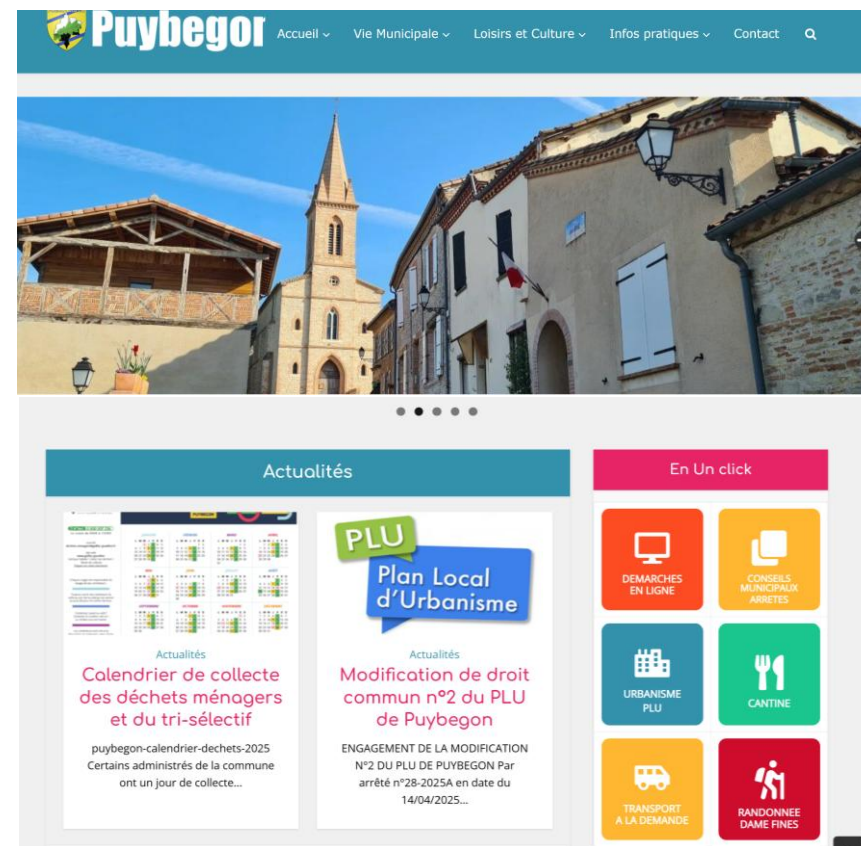 Puybegor
Accueil
Vie Municipale
Loisirs et Culture
Infos pratiques
Contact
Actualités
En Un click
PLU
Plan Local
d'Urbanisme
Actualités
Calendrier de collecte
des déchets ménagers
et du tri-sélectif
puybegon-calendrier-dechets-2025
Certains administrés de la commune
ont un jour de collecte...
Actualités
Modification de droit
commun nº2 du PLU
de Puybegon
ENGAGEMENT DE LA MODIFICATION
N°2 DU PLU DE PUYBEGON Par
arrêté n°28-2025A en date du
14/04/2025...
DEMARCHES
EN LIGNE
CONSEILS
MUNICIPAUX
ARRETES
URBANISME
PLU
CANTINE
TRANSPORT
A LA DEMANDE
RANDONNEE
DAME FINES